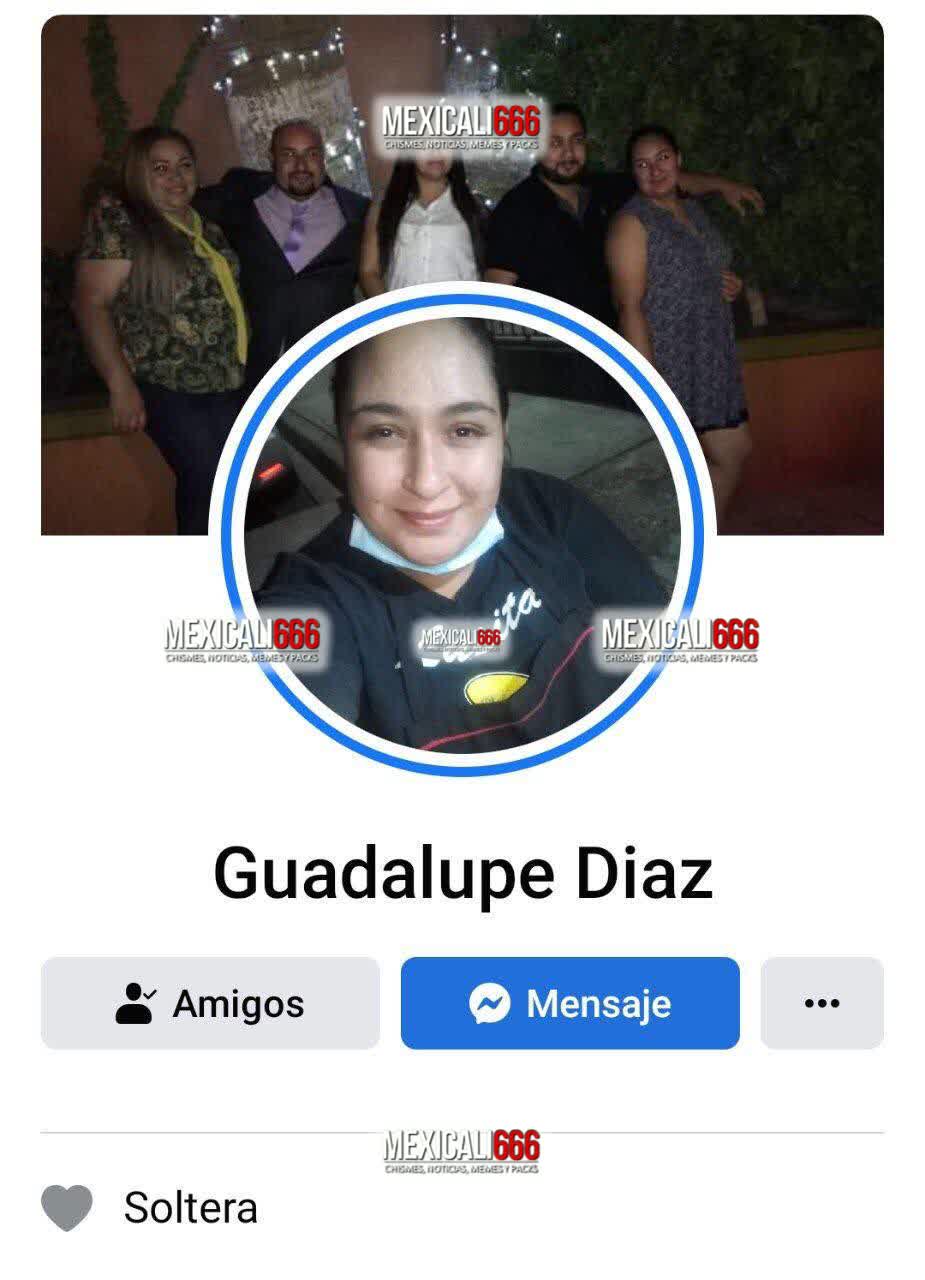 MEXICALI666
CHISMES, NOTICIAS, MEMES Y PACKS
MEXICALI666
CHISMES, NOTICIAS, MEMES Y PACKS
MEXICALI666
MEXICALI666
CHISMES, NOTICIAS, MEMES Y PACKS
Guadalupe Diaz
Amigos
Mensaje
MEXICALI666
CHISMES, NOTICIAS, MEMES Y PACKS
Soltera